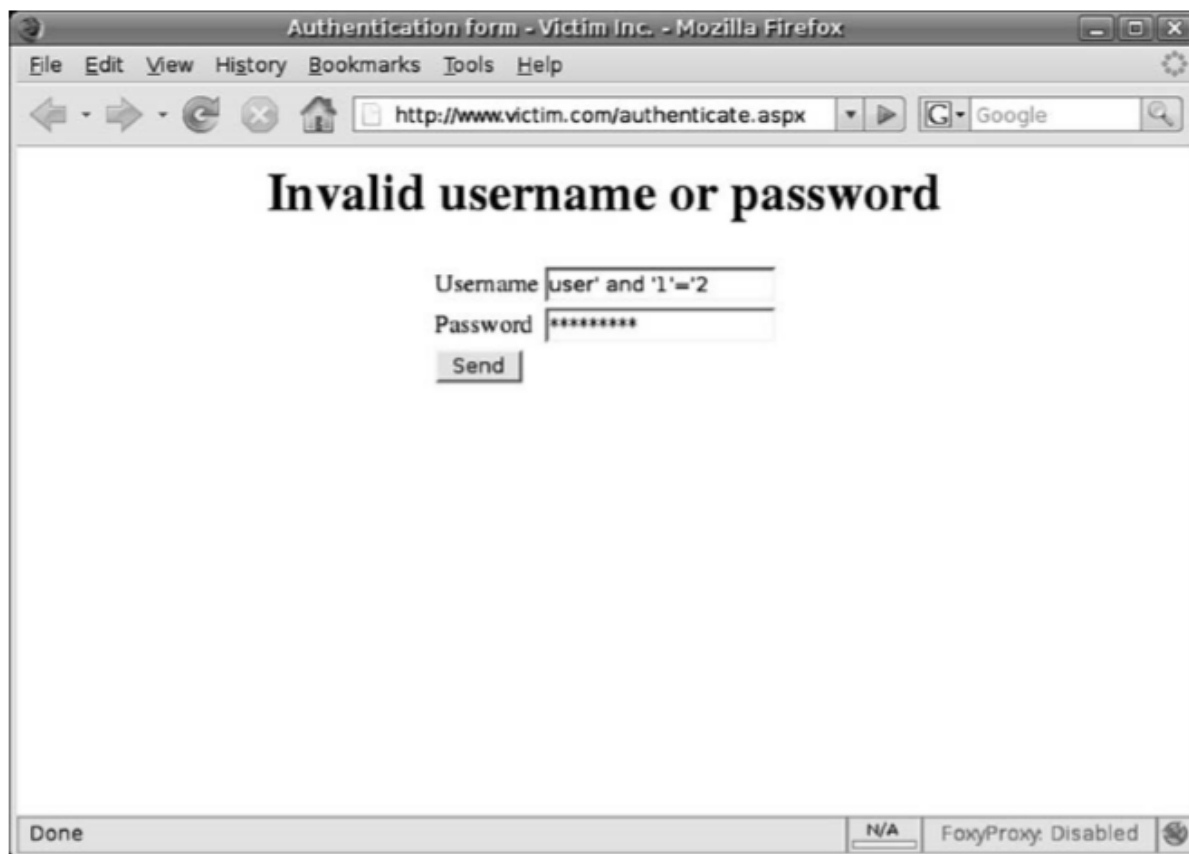 Authentication form - Victim Inc. - Mozilla Firefox
File Edit View History Bookmarks Tools Help
http://www.victim.com/authenticate.aspx G Google
Invalid username or password
Username user' and '1'='2
Password *********
Send
Done N/A FoxyProxy: Disabled